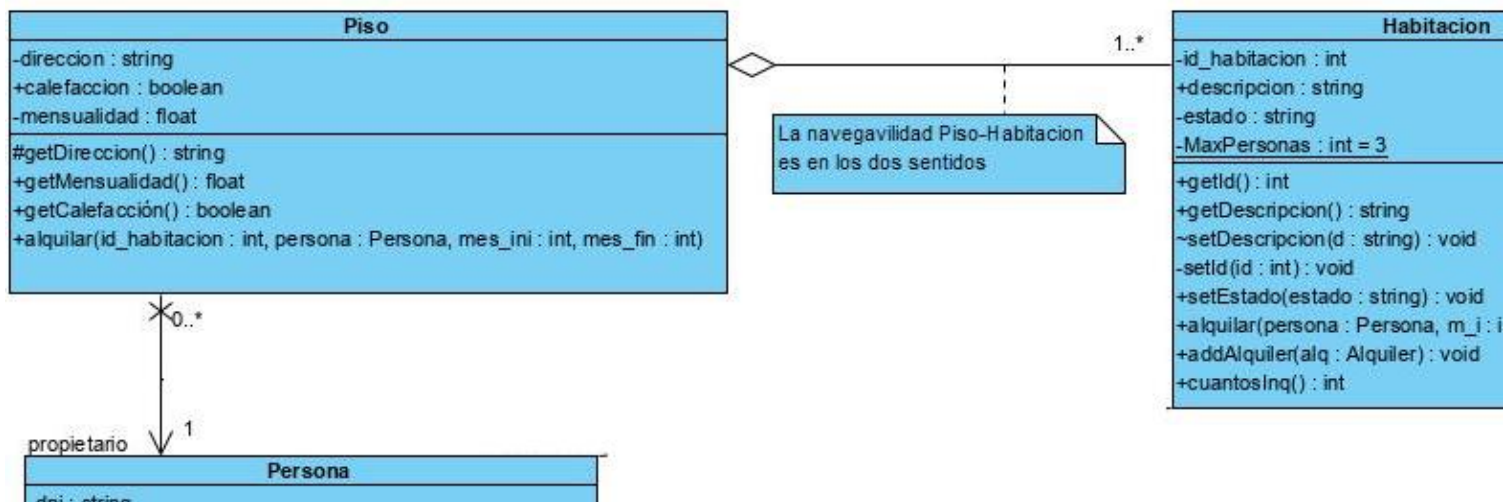 Piso
-direccion : string
+calefaccion : boolean
-mensualidad : float
#getDireccion() : string
+getMensualidad() : float
+getCalefacción() : boolean
+alquilar(id_habitacion : int, persona : Persona, mes_ini : int, mes_fin : int)
1..*
La navegavilidad Piso-Habitacion
es en los dos sentidos
Habitacion
-id_habitacion : int
+descripcion : string
-estado : string
-MaxPersonas : int = 3
+getId() : int
+getDescripcion() : string
~setDescripcion(d : string) : void
-setId(id : int) : void
+setEstado(estado : string) : void
+alquilar(persona : Persona, m_i : i
+addAlquiler(alq : Alquiler) : void
+cuantosInq() : int
0..*
1
propietario
Persona
-dni : string